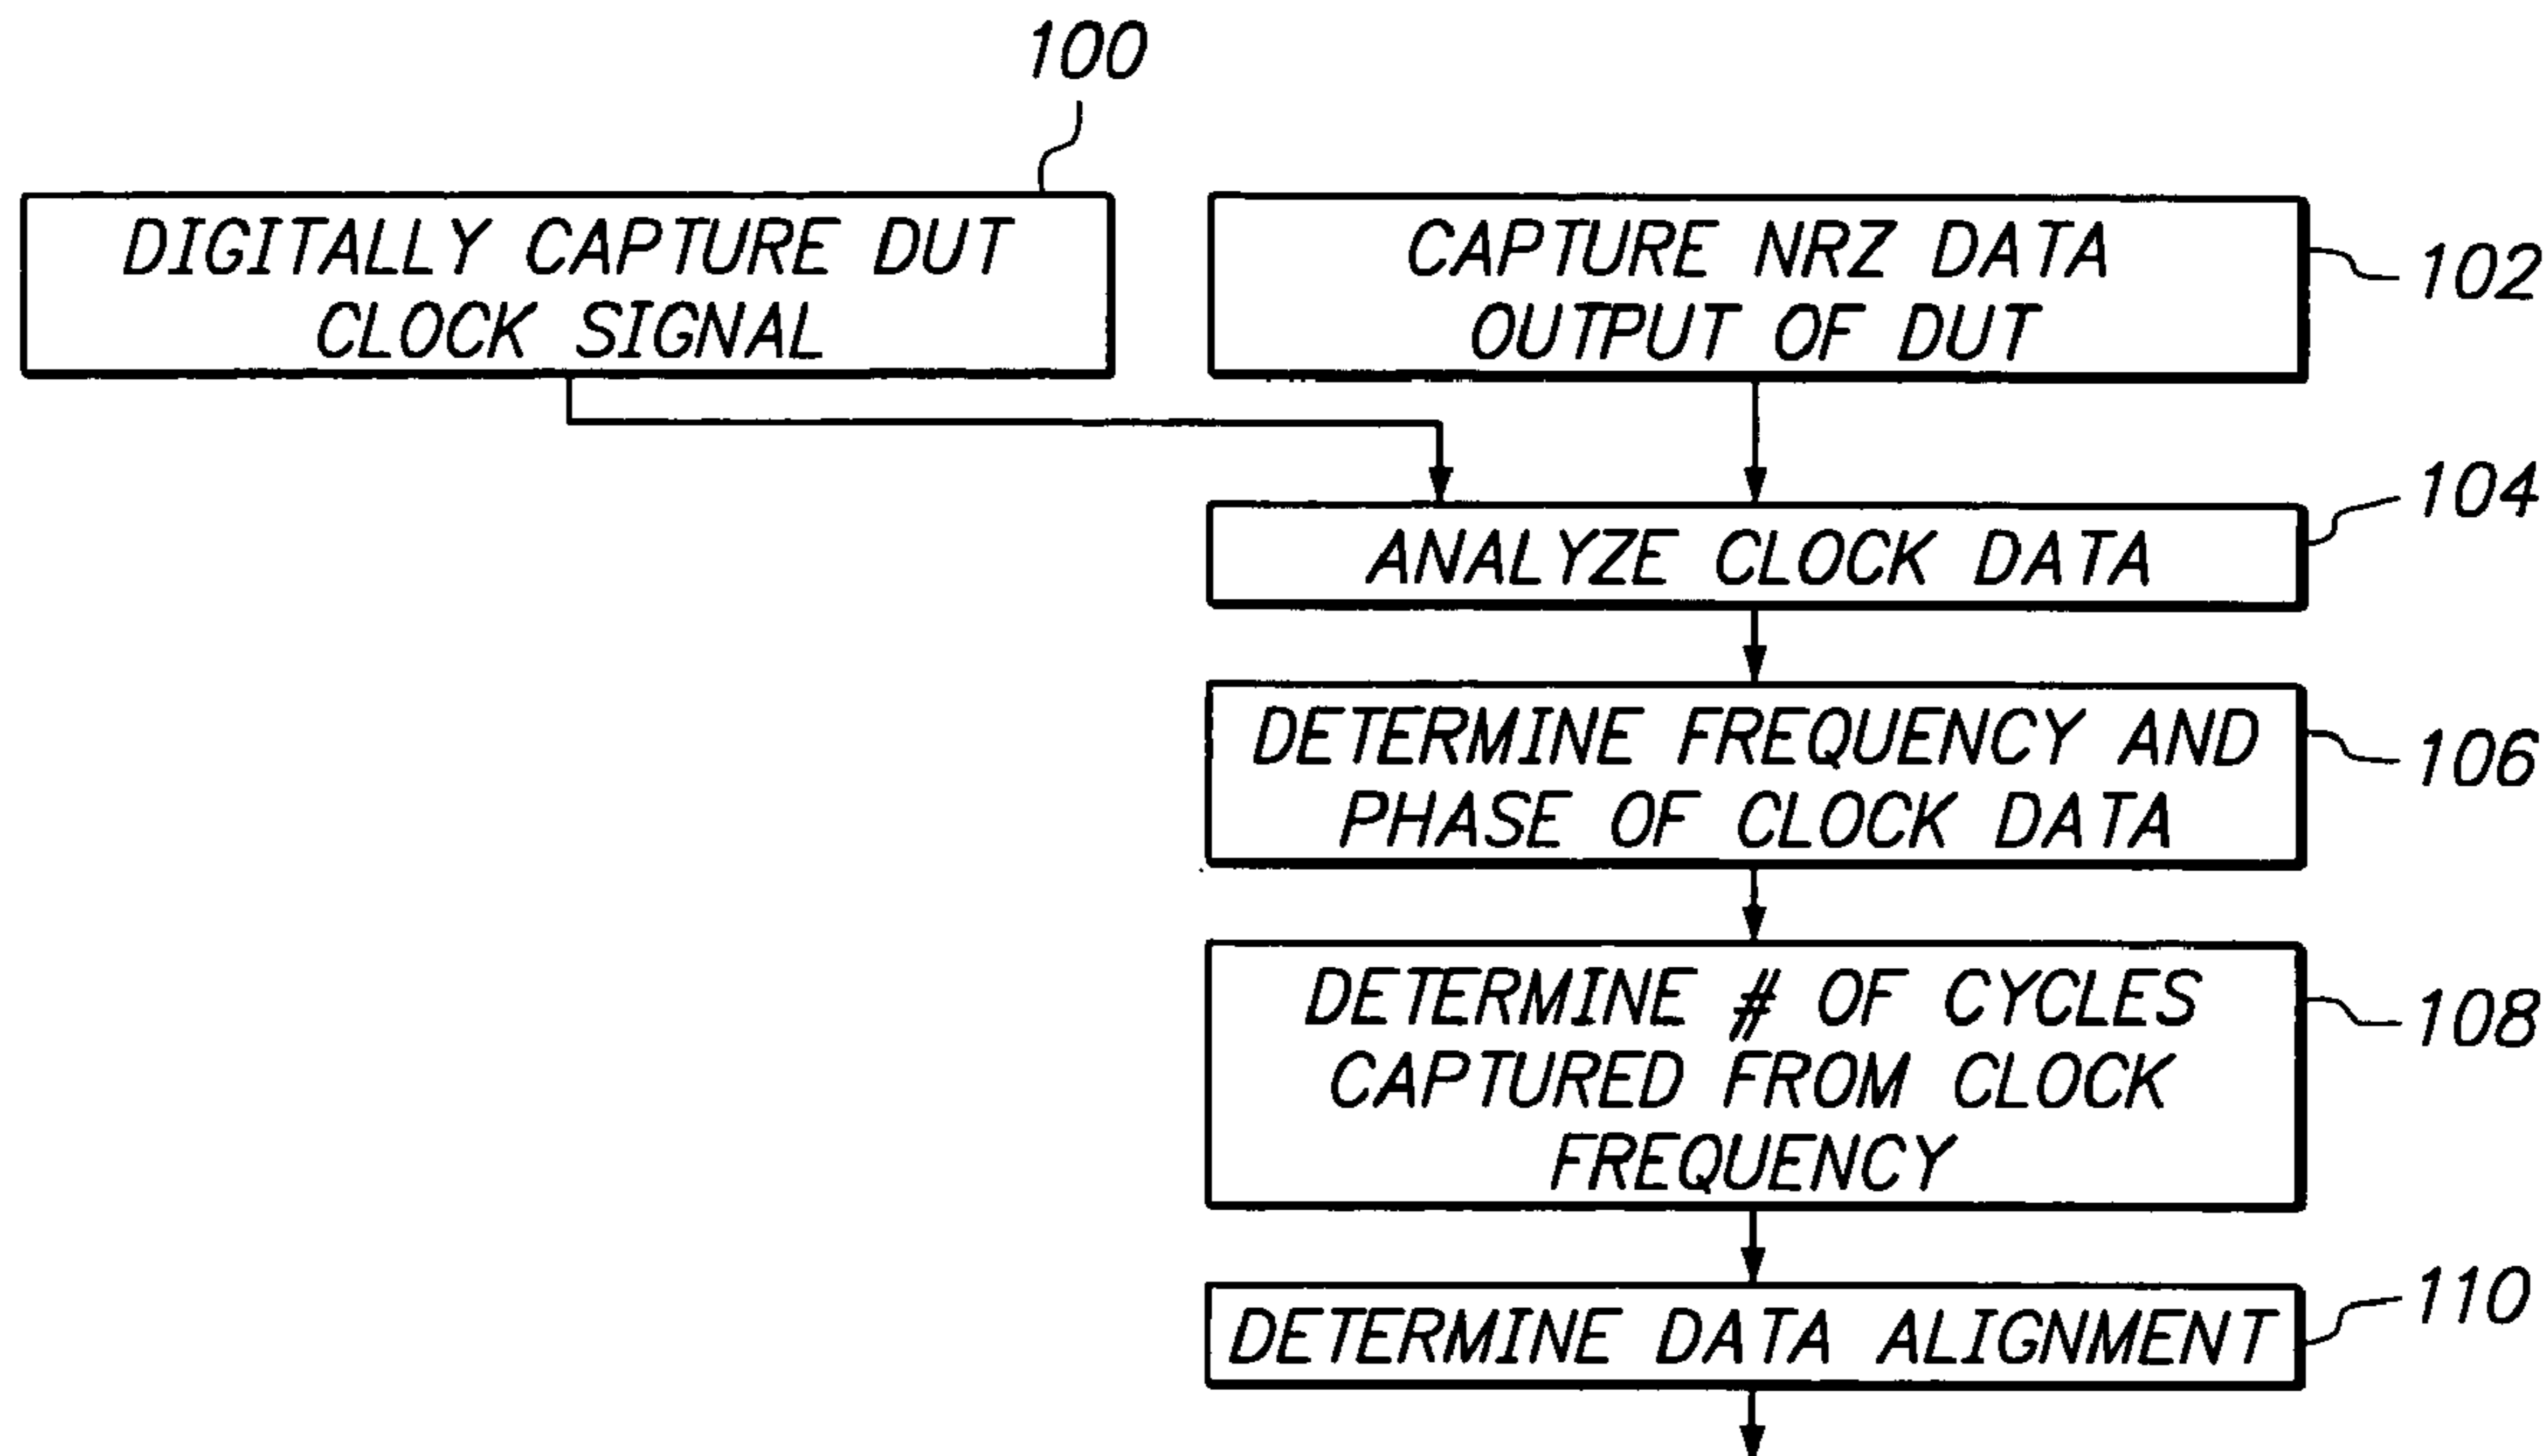 100
DIGITALLY CAPTURE DUT
CLOCK SIGNAL
CAPTURE NRZ DATA
OUTPUT OF DUT
102
ANALYZE CLOCK DATA
104
DETERMINE FREQUENCY AND
PHASE OF CLOCK DATA
106
DETERMINE # OF CYCLES
CAPTURED FROM CLOCK
FREQUENCY
108
DETERMINE DATA ALIGNMENT
110